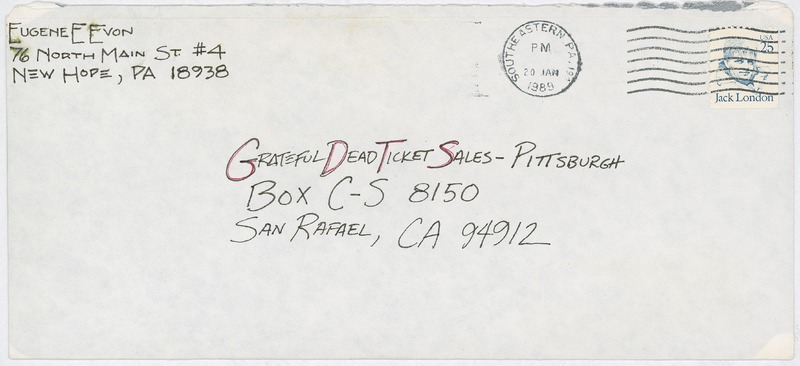 EUGENE E EVON
76 NORTH MAIN ST. #4
NEW HOPE, PA 18938
SOUTHEASTERN PA. 193
PM
20 JAN
1989
USA
25
Jack London
GRATEFUL DEAD TICKET SALES - PITTSBURGH
BOX C-S 8150
SAN RAFAEL, CA 94912